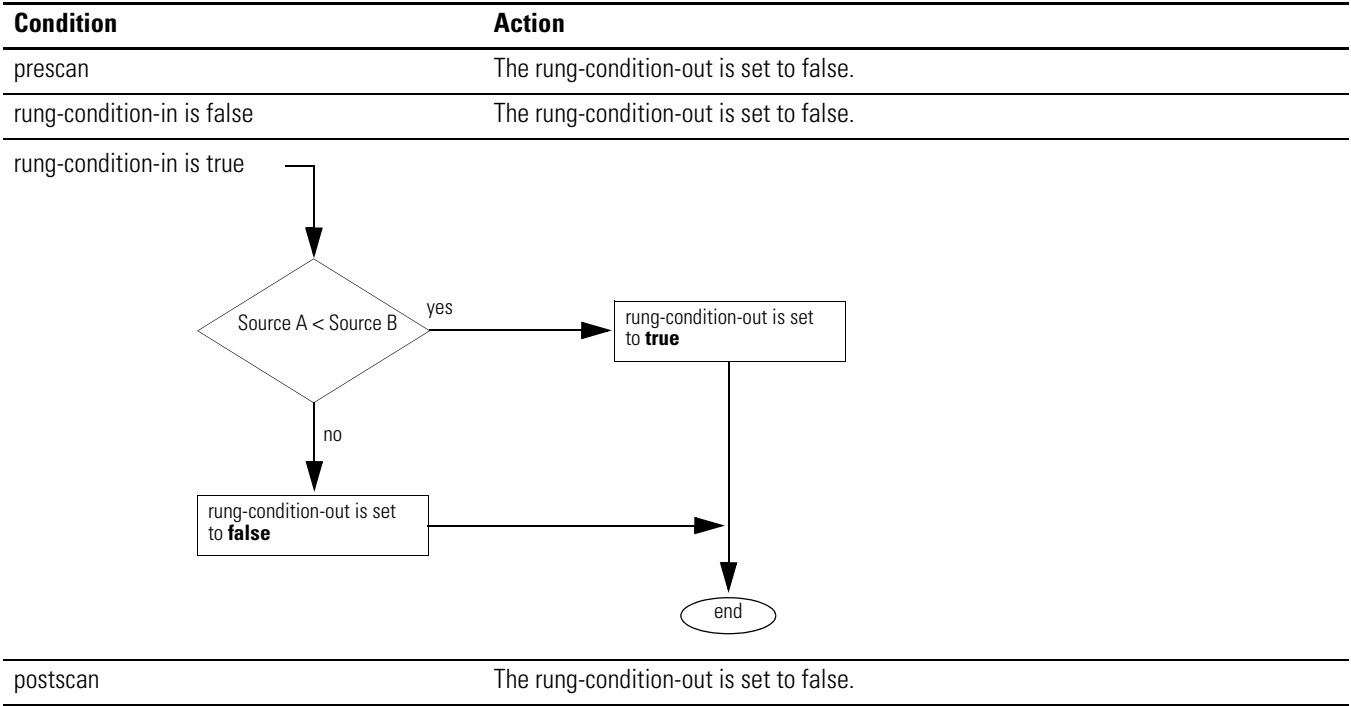 Condition Action
prescan The rung-condition-out is set to false.
rung-condition-in is false The rung-condition-out is set to false.
rung-condition-in is true
Source A < Source B
yes
rung-condition-out is set
to true
no
rung-condition-out is set
to false
end
postscan The rung-condition-out is set to false.